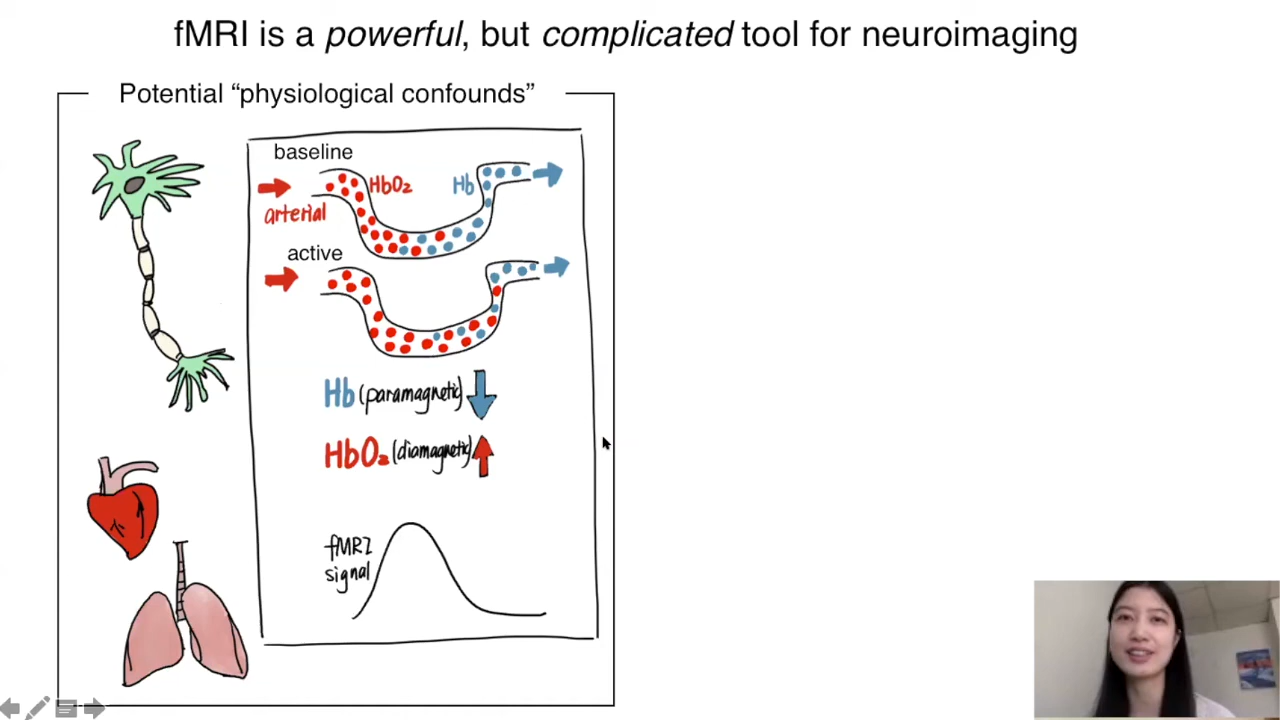 fMRI is a powerful, but complicated tool for neuroimaging
Potential “physiological confounds”
baseline
HbO₂
Hb
arterial
active
Hb (paramagnetic)
HbO₂ (diamagnetic)
fMRI
signal